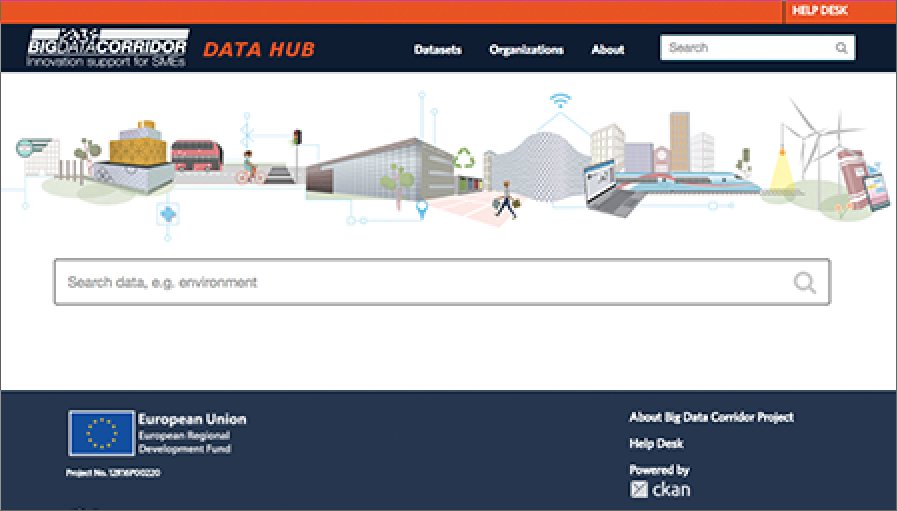 HELP DESK
BIGDATACORRIDOR
Innovation support for SMEs
DATA HUB
Datasets
Organizations
About
Search
Search data, e.g. environment
European Union
European Regional
Development Fund
Project No.
About Big Data Corridor Project
Help Desk
Powered by
ckan